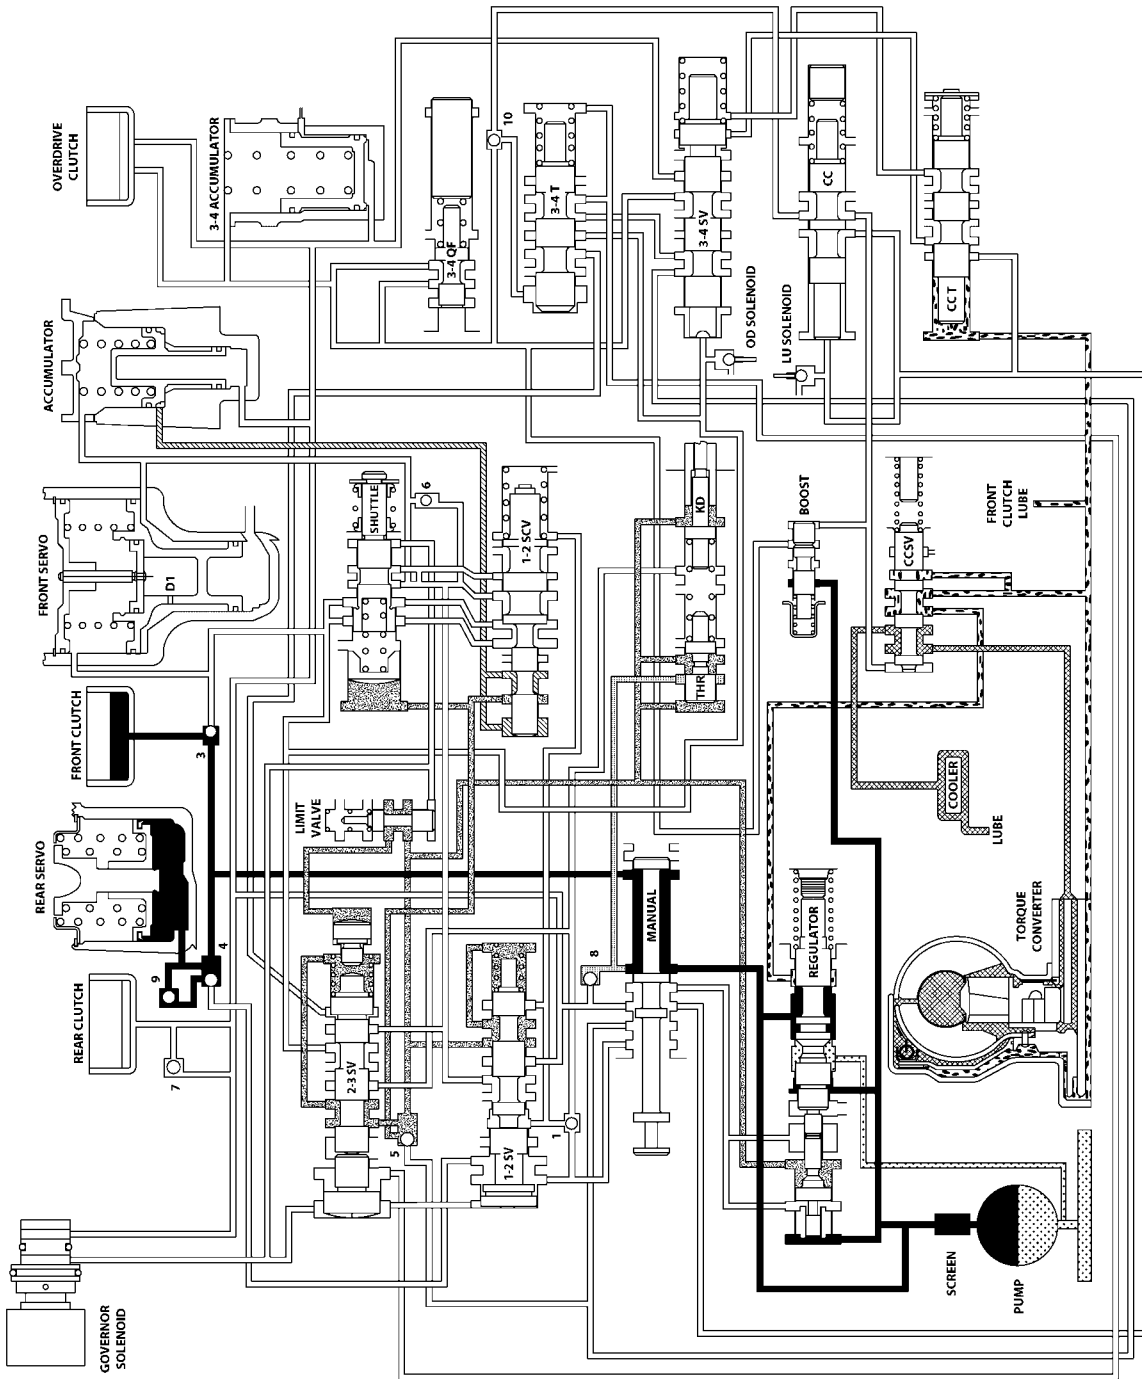 OVERDRIVE
CLUTCH
3-4 ACCUMULATOR
3-4 QF
10
3-4 T
3-4 SV
OD SOLENOID
LU SOLENOID
CC
CC T
ACCUMULATOR
FRONT SERVO
D1
SHUTTLE
6
1-2 SCV
KD
THR
BOOST
CCSV
FRONT
CLUTCH
LUBE
FRONT CLUTCH
3
LIMIT
VALVE
COOLER
LUBE
REAR SERVO
4
9
REAR CLUTCH
7
2-3 SV
5
1-2 SV
1
8
MANUAL
REGULATOR
TORQUE
CONVERTER
GOVERNOR
SOLENOID
SCREEN
PUMP